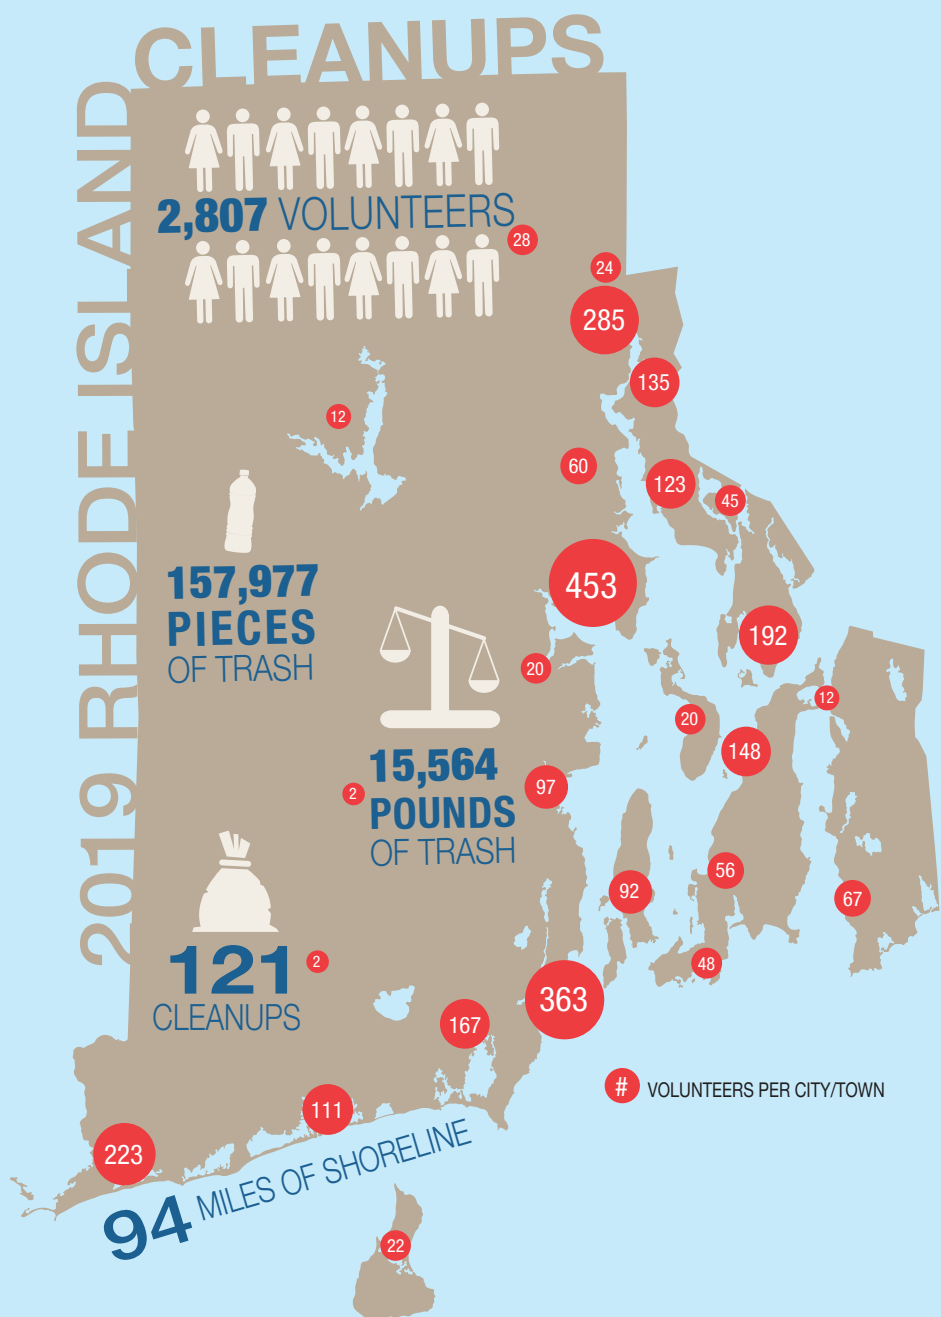 2019 RHODE ISLAND
CLEANUPS
2,807 VOLUNTEERS
28
24
285
135
12
60
123
45
157,977
PIECES
OF TRASH
453
192
20
12
20
148
15,564
POUNDS
OF TRASH
2
97
56
92
67
121
CLEANUPS
2
48
363
167
# VOLUNTEERS PER CITY/TOWN
111
223
94 MILES OF SHORELINE
22